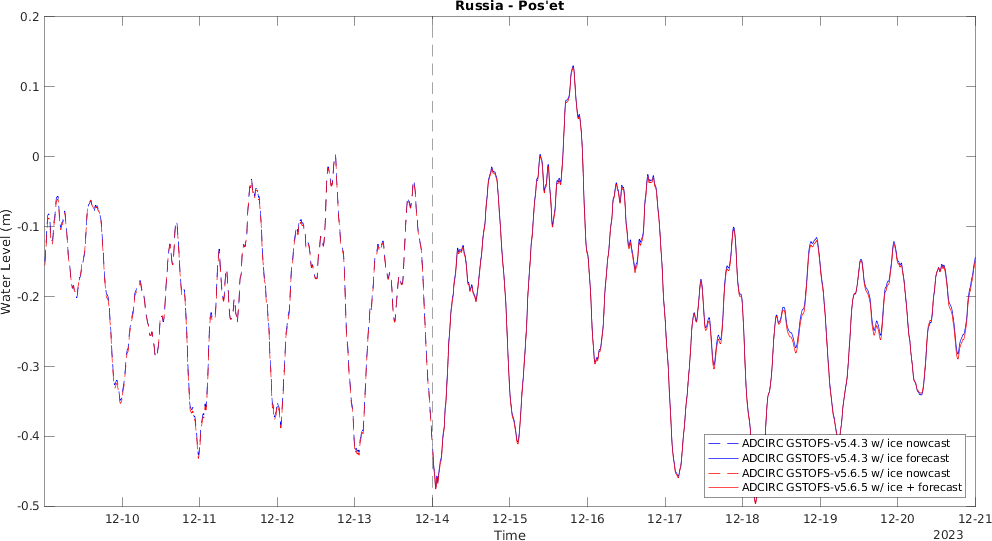 Russia - Pos'et
0.2
0.1
0
-0.1
-0.2
-0.3
-0.4
-0.5
Water Level (m)
ADCIRC GSTOFS-v5.4.3 w/ ice nowcast
ADCIRC GSTOFS-v5.4.3 w/ ice forecast
ADCIRC GSTOFS-v5.6.5 w/ ice nowcast
ADCIRC GSTOFS-v5.6.5 w/ ice + forecast
12-10 12-11 12-12 12-13 12-14 12-15 12-16 12-17 12-18 12-19 12-20 12-21
Time
2023